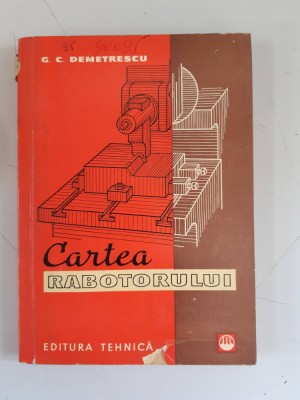 G. C. DEMETRESCU
Cartea
RABOTORULUI
EDITURA TEHNICĂ